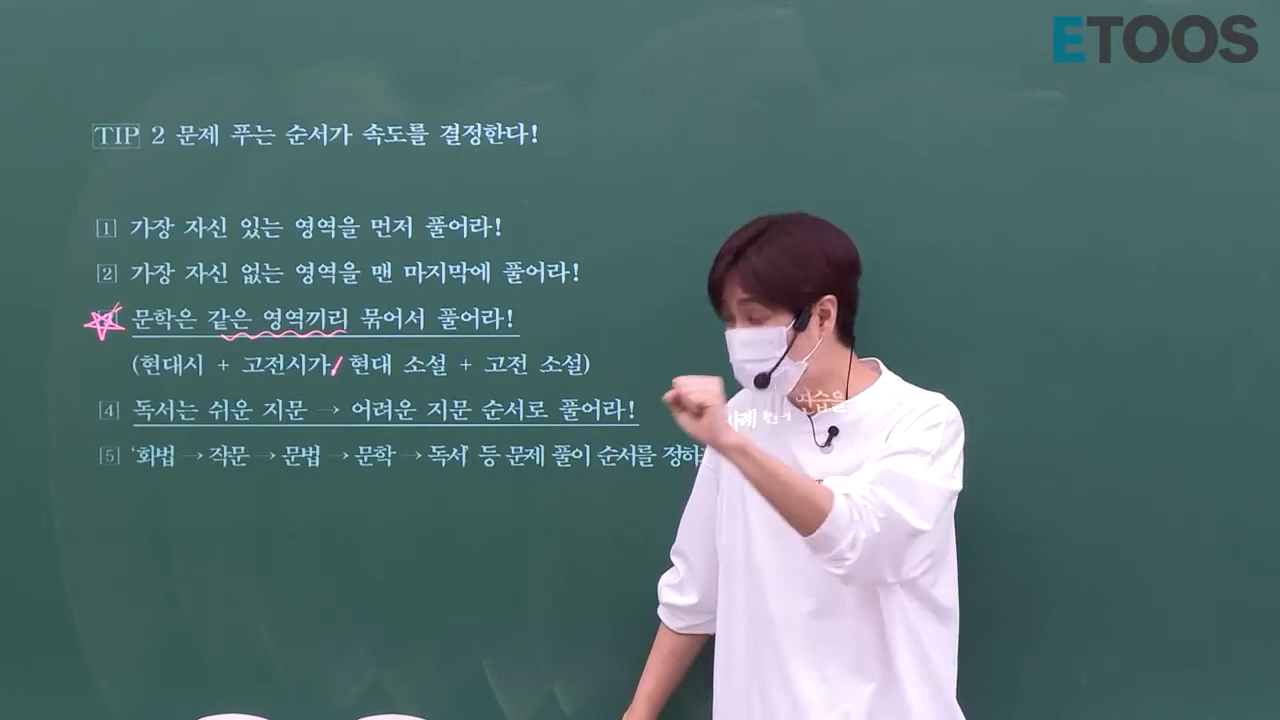 ETOOS
TIP 2 문제 푸는 순서가 속도를 결정한다!
1 가장 자신 있는 영역을 먼저 풀어라!
2 가장 자신 없는 영역을 맨 마지막에 풀어라!
문학은 같은 영역끼리 묶어서 풀어라!
(현대시 + 고전시가/현대 소설 + 고전 소설)
4 독서는 쉬운 지문 → 어려운 지문 순서로 풀어라!
5 '화법 → 작문 → 문법 → 문학 → 독서' 등 문제 풀이 순서를 정하
연습을